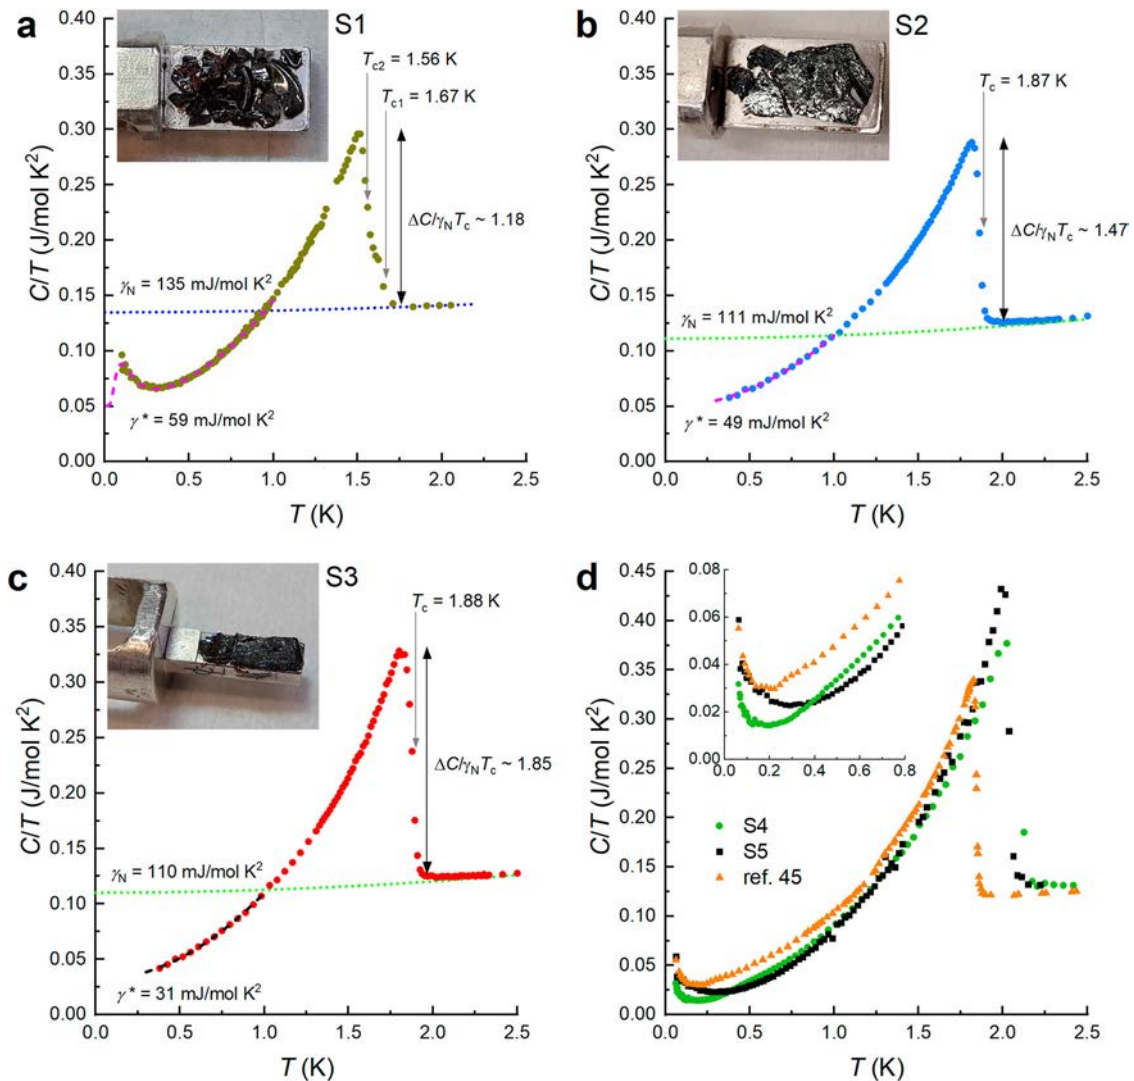 a
S1
T_c2 = 1.56 K
T_c1 = 1.67 K
ΔC/γ_N T_c ~ 1.18
γ_N = 135 mJ/mol K²
γ* = 59 mJ/mol K²
C/T (J/mol K²)
0.40
0.35
0.30
0.25
0.20
0.15
0.10
0.05
0.00
0.0 0.5 1.0 1.5 2.0 2.5
T (K)
b
S2
T_c = 1.87 K
ΔC/γ_N T_c ~ 1.47
γ_N = 111 mJ/mol K²
γ* = 49 mJ/mol K²
C/T (J/mol K²)
0.40
0.35
0.30
0.25
0.20
0.15
0.10
0.05
0.00
0.0 0.5 1.0 1.5 2.0 2.5
T (K)
c
S3
T_c = 1.88 K
ΔC/γ_N T_c ~ 1.85
γ_N = 110 mJ/mol K²
γ* = 31 mJ/mol K²
C/T (J/mol K²)
0.40
0.35
0.30
0.25
0.20
0.15
0.10
0.05
0.00
0.0 0.5 1.0 1.5 2.0 2.5
T (K)
d
0.08
0.06
0.04
0.02
0.00
0.0 0.2 0.4 0.6 0.8
S4
S5
ref. 45
C/T (J/mol K²)
0.45
0.40
0.35
0.30
0.25
0.20
0.15
0.10
0.05
0.00
0.0 0.5 1.0 1.5 2.0 2.5
T (K)